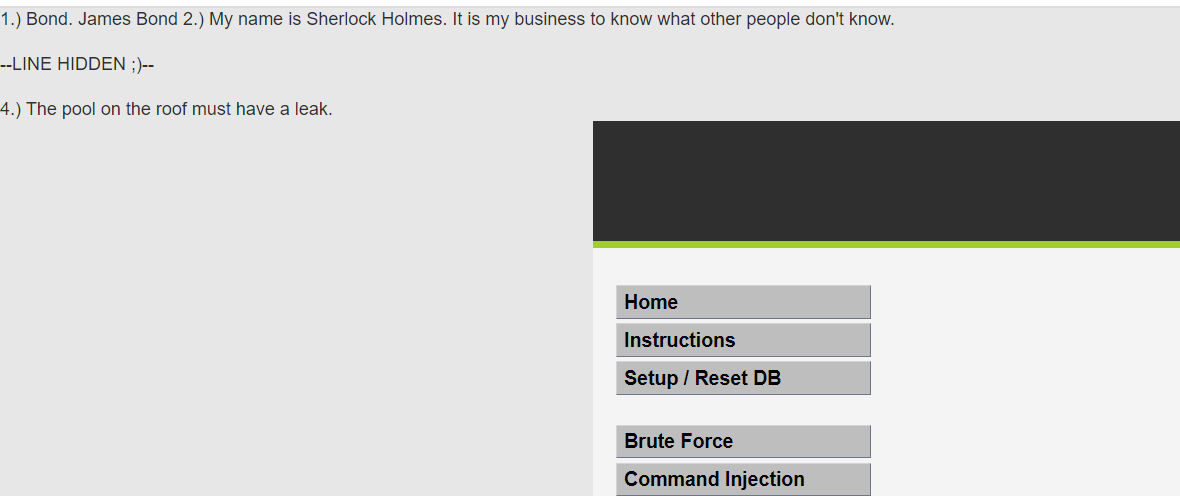 1.) Bond. James Bond 2.) My name is Sherlock Holmes. It is my business to know what other people don't know.
--LINE HIDDEN ;)--
4.) The pool on the roof must have a leak.
Home
Instructions
Setup / Reset DB
Brute Force
Command Injection